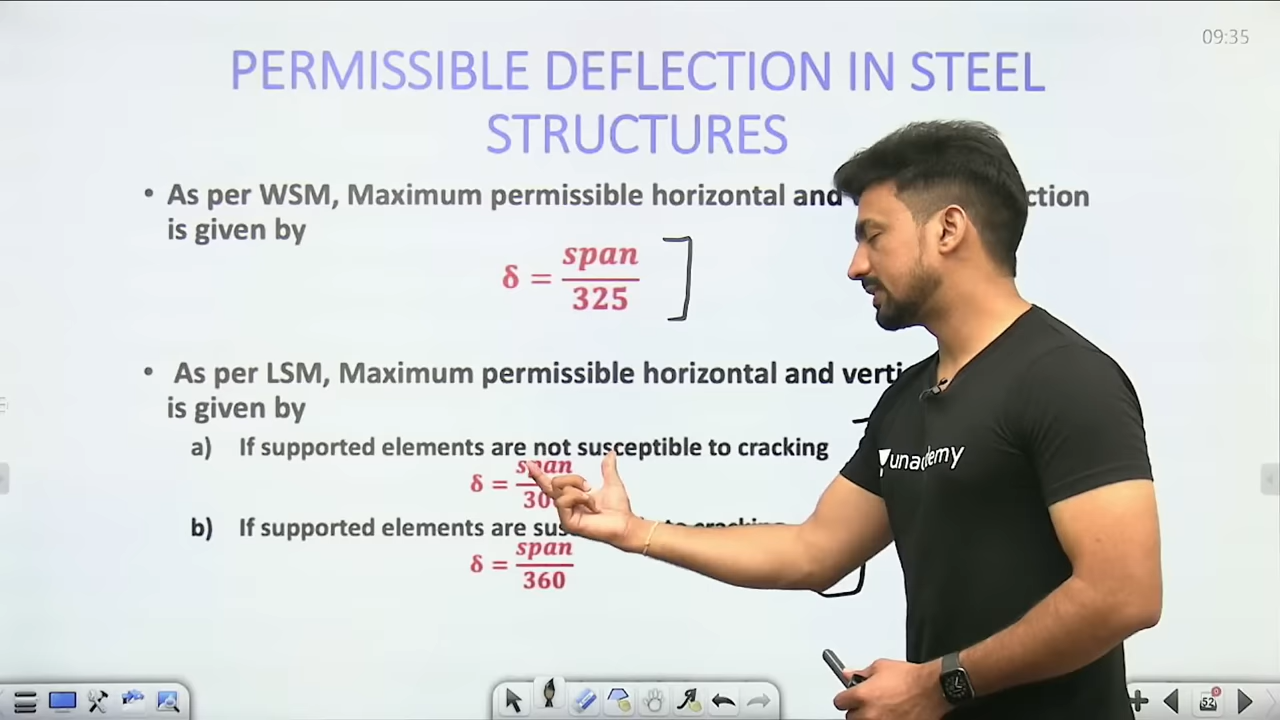 09:35
PERMISSIBLE DEFLECTION IN STEEL
STRUCTURES
• As per WSM, Maximum permissible horizontal and
is given by
δ = span/325
• As per LSM, Maximum permissible horizontal and
is given by
a) If supported elements are not susceptible to cracking
δ = span
b) If supported elements are
δ = span/360
unacademy
52